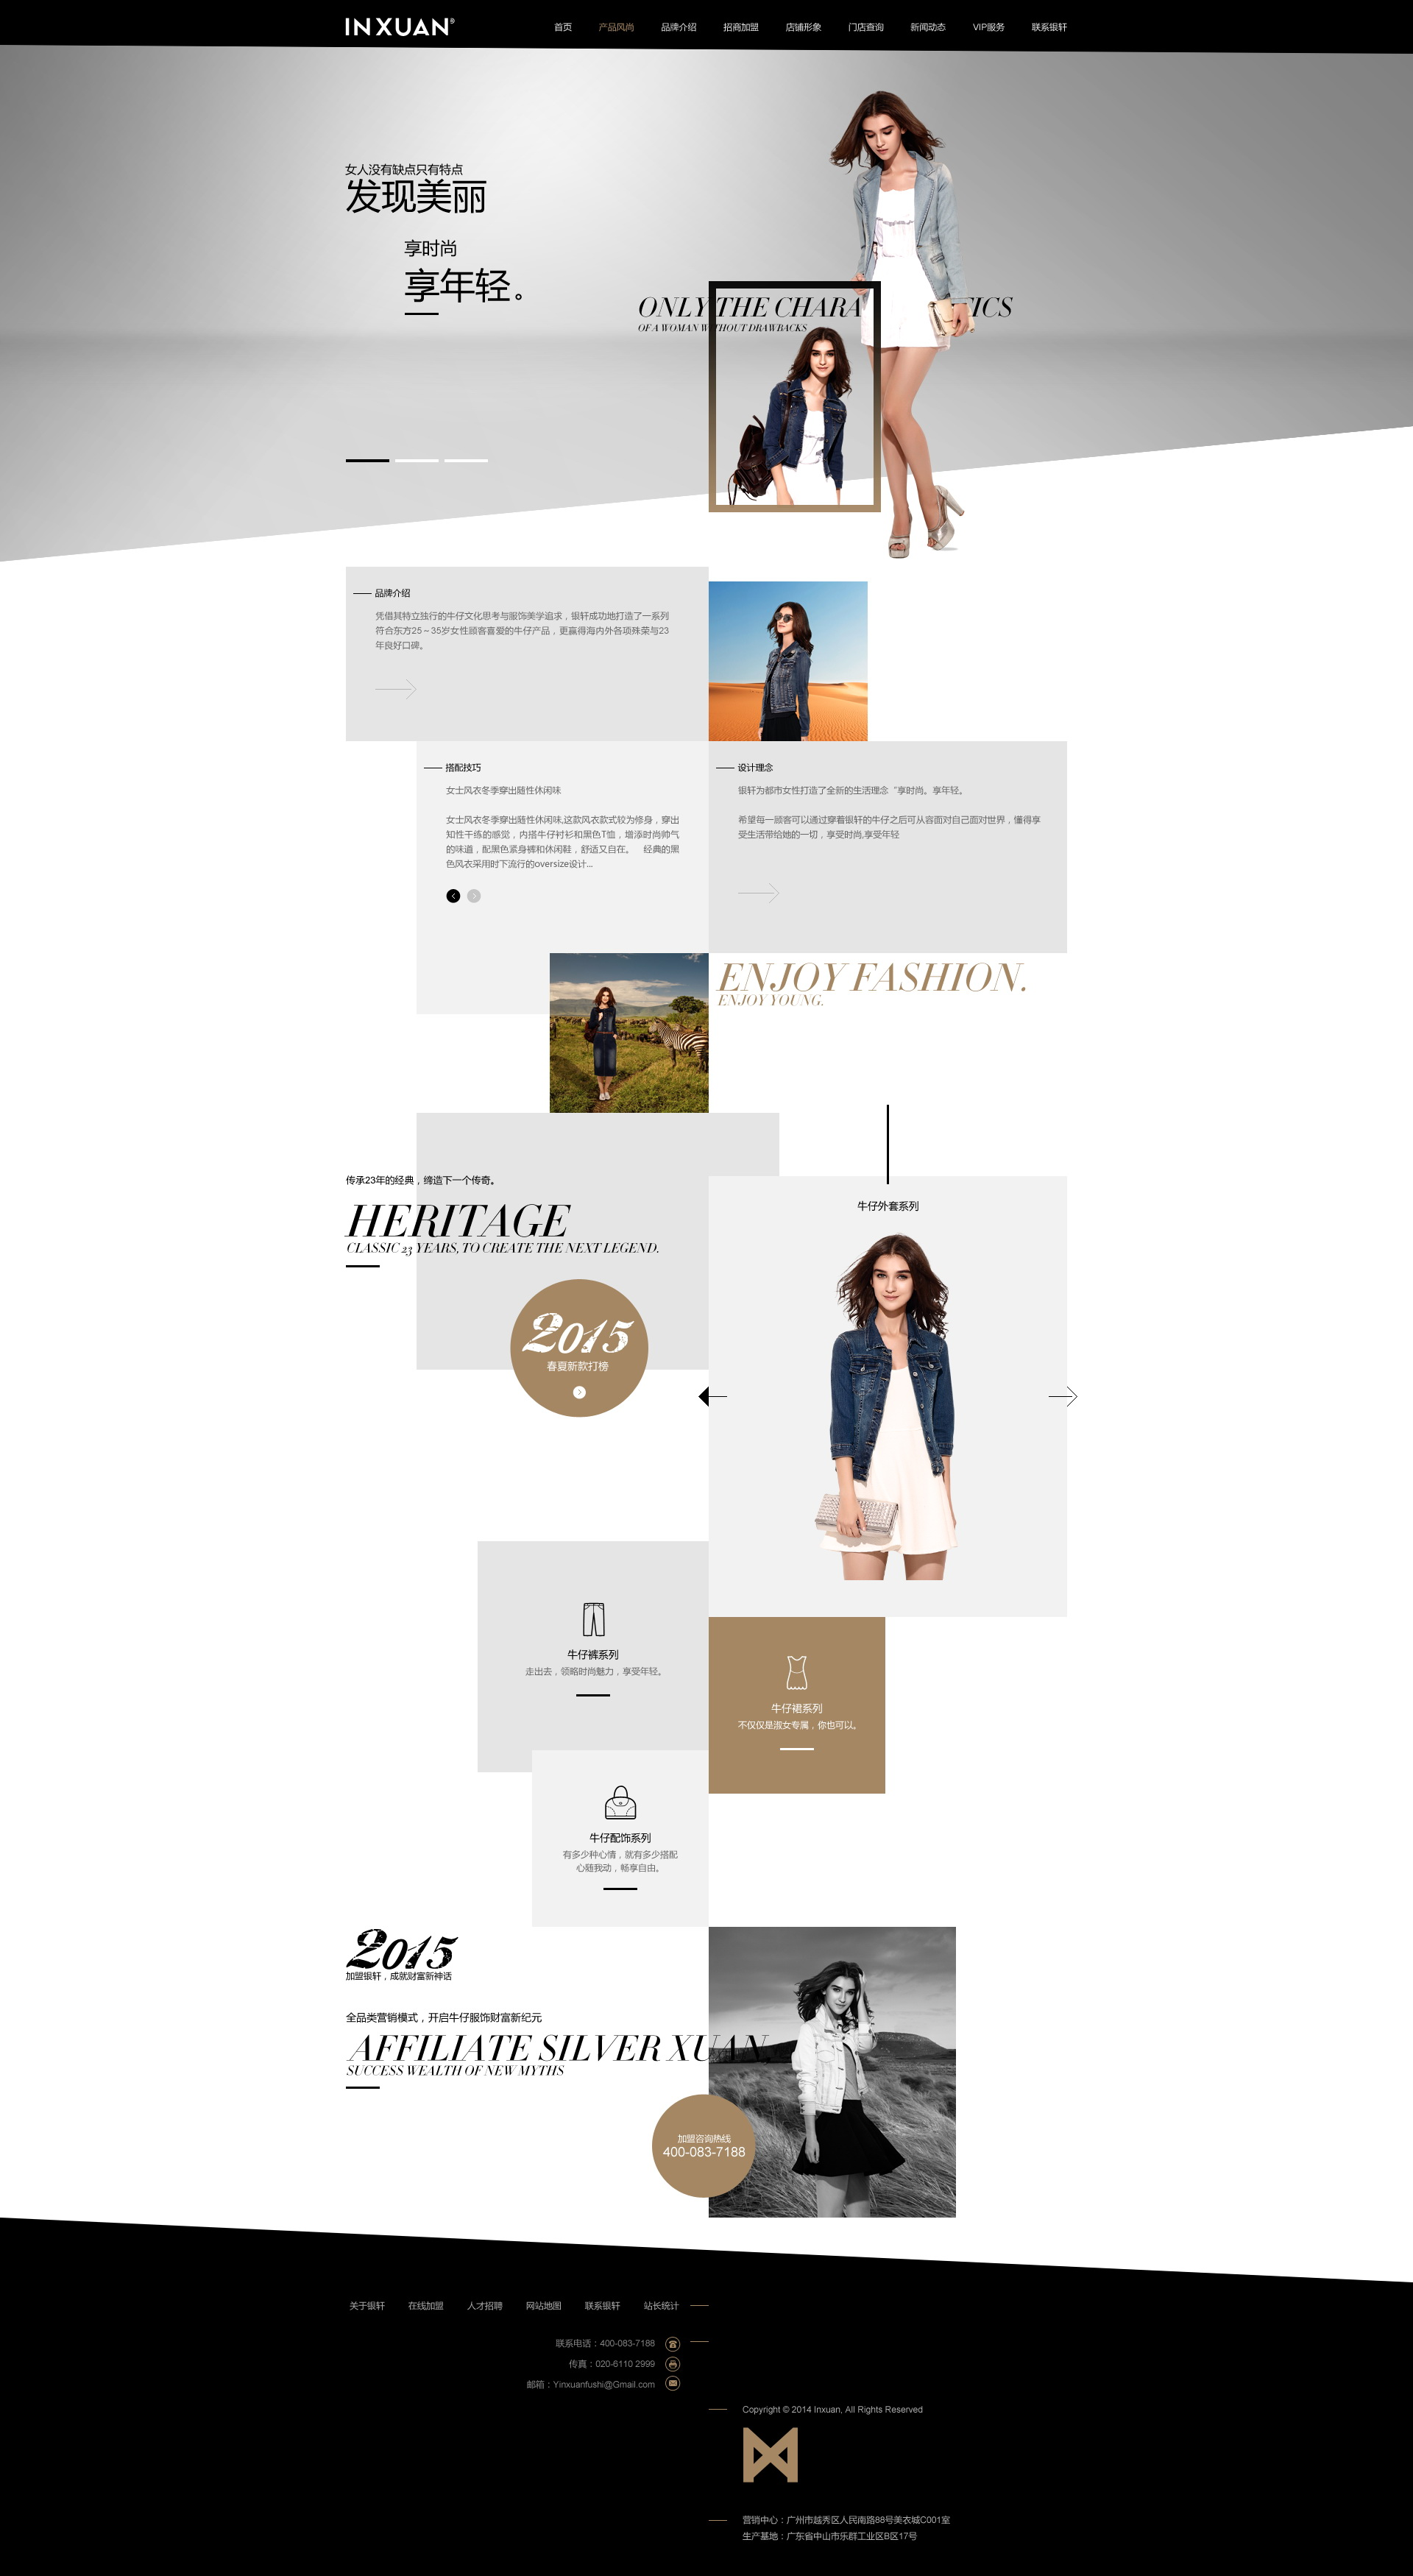 INXUAN®
首页 产品风尚 品牌介绍 招商加盟 店铺形象 门店查询 新闻动态 VIP服务 联系银轩
女人没有缺点只有特点
发现美丽
享时尚
享年轻。
ONLY THE CHARA TICS
OF A WOMAN WITHOUT DRAWBACKS
品牌介绍
凭借其特立独行的牛仔文化思考与服饰美学追求，银轩成功地打造了一系列
符合东方25～35岁女性顾客喜爱的牛仔产品，更赢得海内外各项殊荣与23
年良好口碑。
搭配技巧
女士风衣冬季穿出随性休闲味
女士风衣冬季穿出随性休闲味,这款风衣款式较为修身，穿出
知性干练的感觉，内搭牛仔衬衫和黑色T恤，增添时尚帅气
的味道，配黑色紧身裤和休闲鞋，舒适又自在。 经典的黑
色风衣采用时下流行的oversize设计...
设计理念
银轩为都市女性打造了全新的生活理念“享时尚。享年轻。
希望每一顾客可以通过穿着银轩的牛仔之后可从容面对自己面对世界，懂得享
受生活带给她的一切，享受时尚,享受年轻
ENJOY FASHION.
ENJOY YOUNG.
传承23年的经典，缔造下一个传奇。
HERITAGE
CLASSIC 23 YEARS, TO CREATE THE NEXT LEGEND.
2015
春夏新款打榜
牛仔外套系列
牛仔裤系列
走出去，领略时尚魅力，享受年轻。
牛仔裙系列
不仅仅是淑女专属，你也可以。
牛仔配饰系列
有多少种心情，就有多少搭配
心随我动，畅享自由。
2015
加盟银轩，成就财富新神话
全品类营销模式，开启牛仔服饰财富新纪元
AFFILIATE SILVER XUAN,
SUCCESS WEALTH OF NEW MYTHS
加盟咨询热线
400-083-7188
关于银轩 在线加盟 人才招聘 网站地图 联系银轩 站长统计
联系电话：400-083-7188
传真：020-6110 2999
邮箱：Yinxuanfushi@Gmail.com
Copyright © 2014 Inxuan, All Rights Reserved
营销中心：广州市越秀区人民南路88号美衣城C001室
生产基地：广东省中山市乐群工业区B区17号